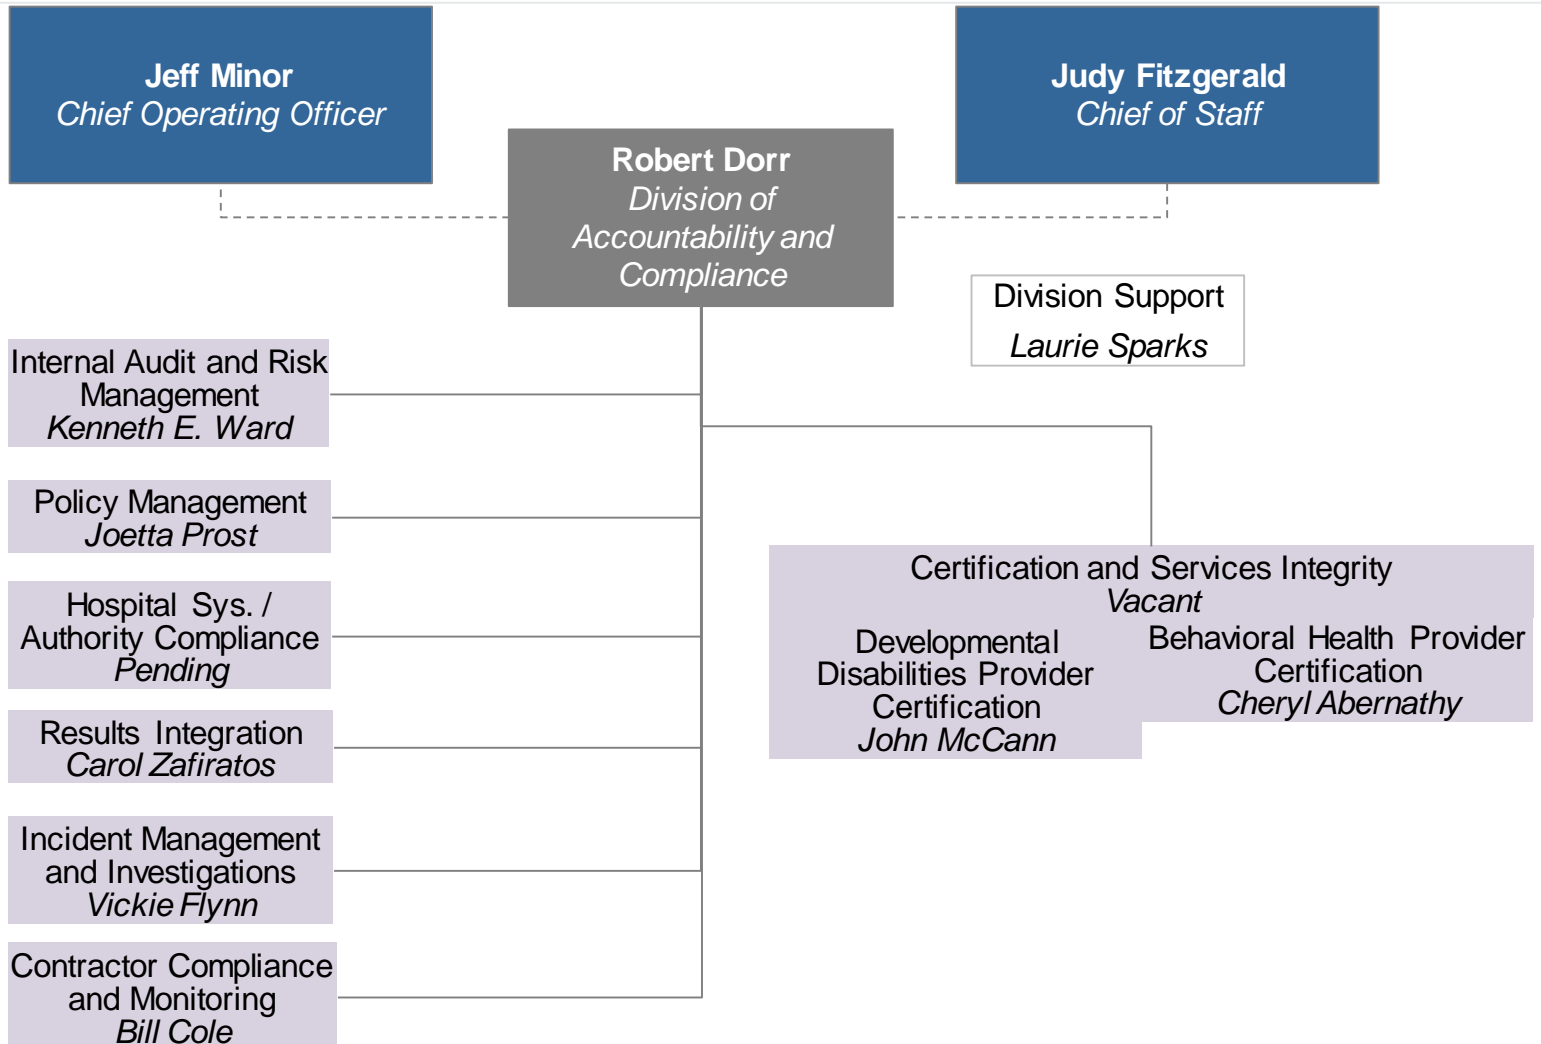 Jeff Minor
Chief Operating Officer
Judy Fitzgerald
Chief of Staff
Robert Dorr
Division of
Accountability and
Compliance
Division Support
Laurie Sparks
Internal Audit and Risk
Management
Kenneth E. Ward
Policy Management
Joetta Prost
Hospital Sys. /
Authority Compliance
Pending
Results Integration
Carol Zafiratos
Incident Management
and Investigations
Vickie Flynn
Contractor Compliance
and Monitoring
Bill Cole
Certification and Services Integrity
Vacant
Developmental
Disabilities Provider
Certification
John McCann
Behavioral Health Provider
Certification
Cheryl Abernathy